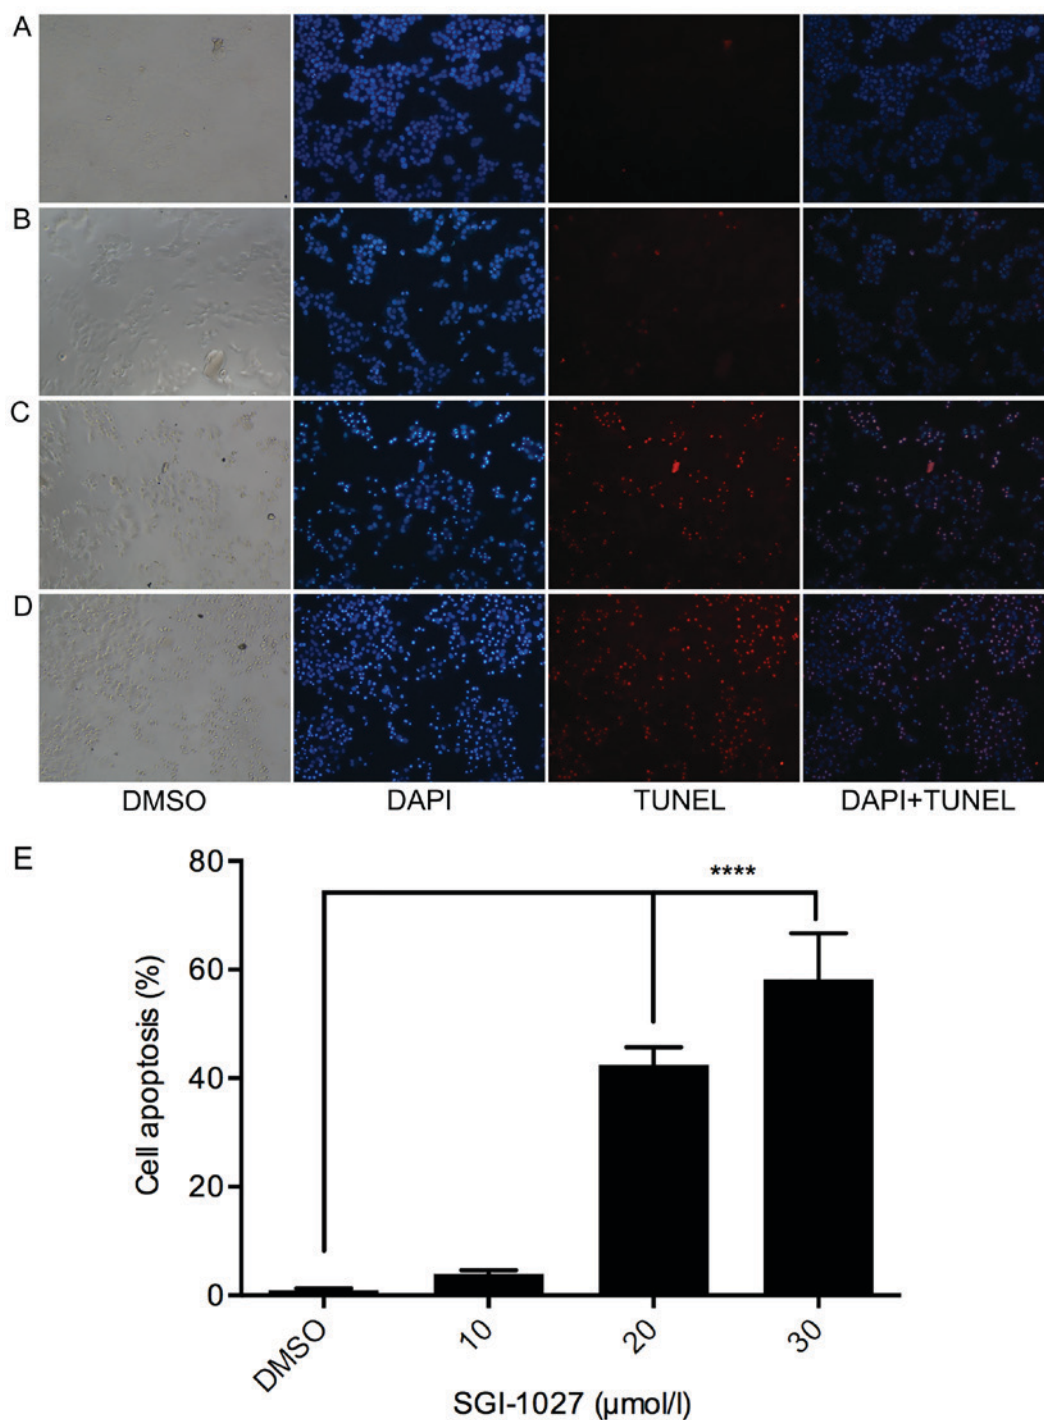 A
B
C
D
DMSO DAPI TUNEL DAPI+TUNEL
E
80
60
40
20
0
Cell apoptosis (%)
****
DMSO 10 20 30
SGI-1027 (µmol/l)